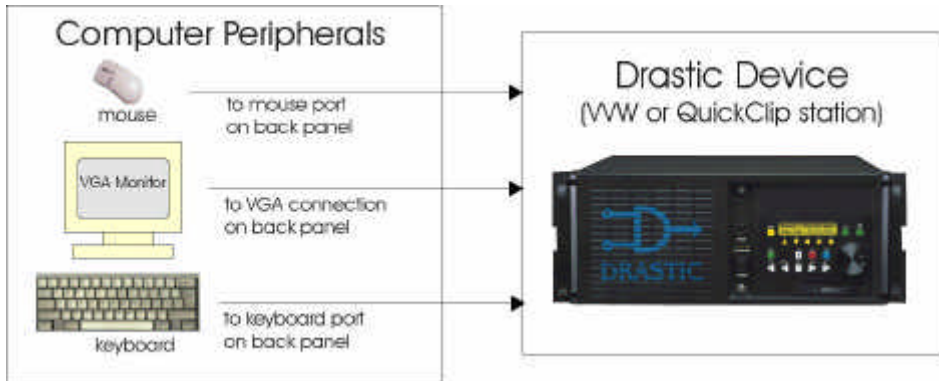 Computer Peripherals
mouse
to mouse port
on back panel
VGA Monitor
to VGA connection
on back panel
keyboard
to keyboard port
on back panel
Drastic Device
(VVW or QuickClip station)
DRASTIC